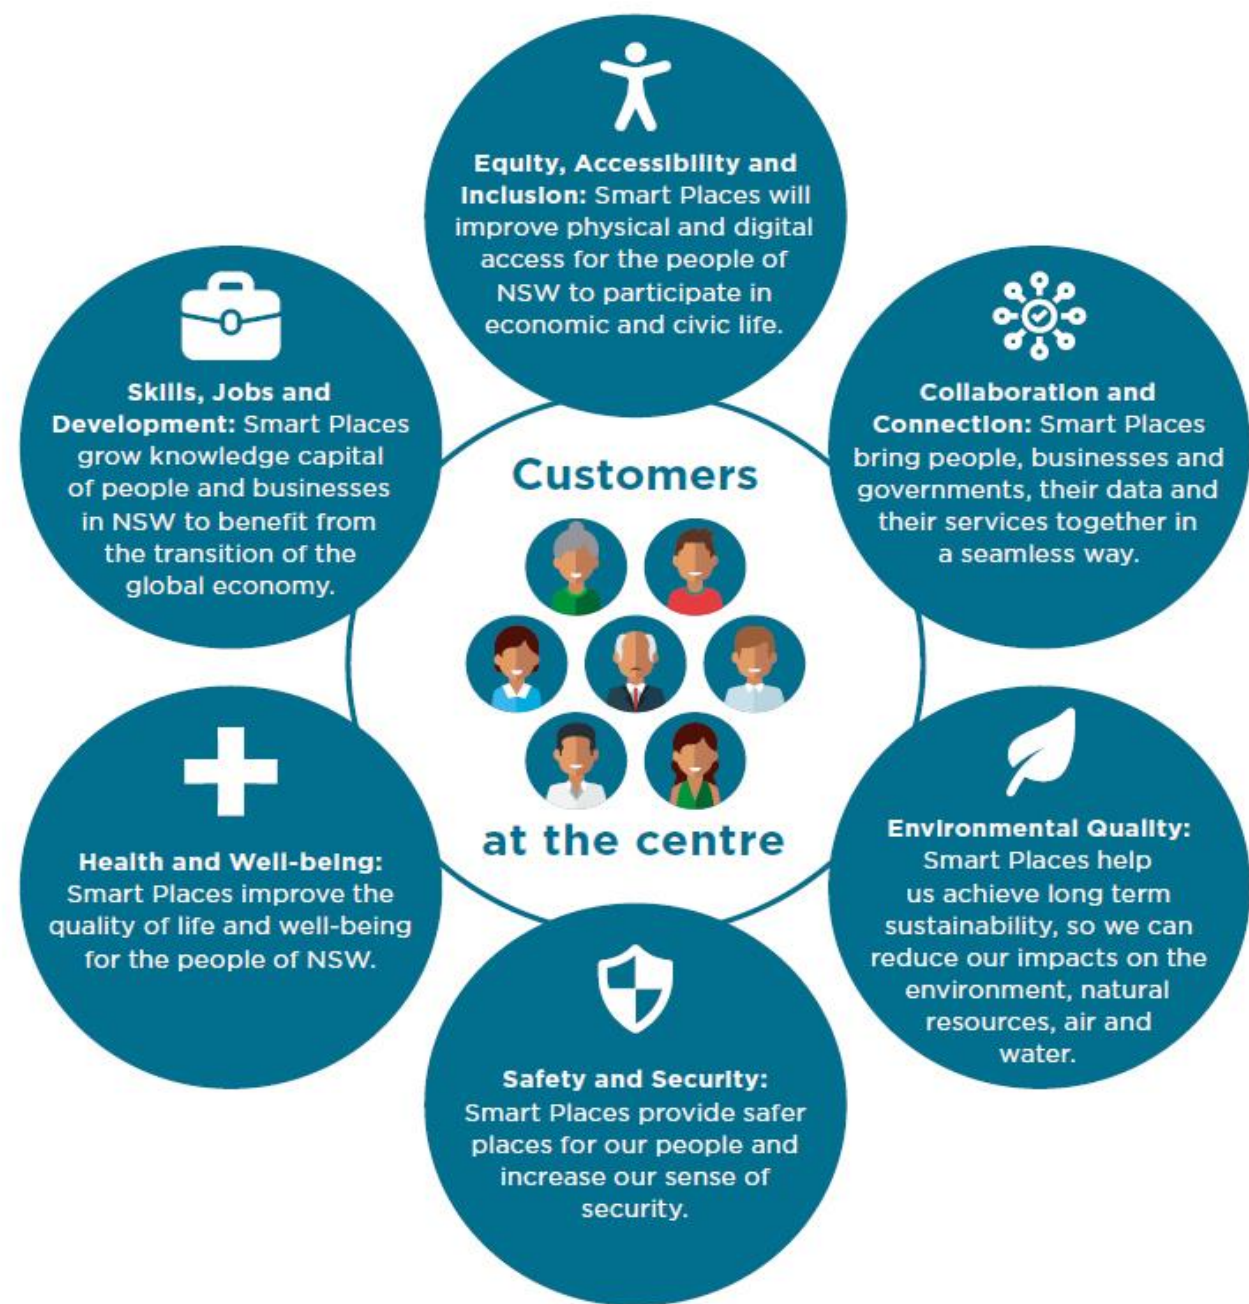 Equity, Accessibility and
Inclusion: Smart Places will
improve physical and digital
access for the people of
NSW to participate in
economic and civic life.
Collaboration and
Connection: Smart Places
bring people, businesses and
governments, their data and
their services together in
a seamless way.
Environmental Quality:
Smart Places help
us achieve long term
sustainability, so we can
reduce our impacts on the
environment, natural
resources, air and
water.
Safety and Security:
Smart Places provide safer
places for our people and
increase our sense of
security.
Health and Well-being:
Smart Places improve the
quality of life and well-being
for the people of NSW.
Skills, Jobs and
Development: Smart Places
grow knowledge capital
of people and businesses
in NSW to benefit from
the transition of the
global economy.
Customers
at the centre